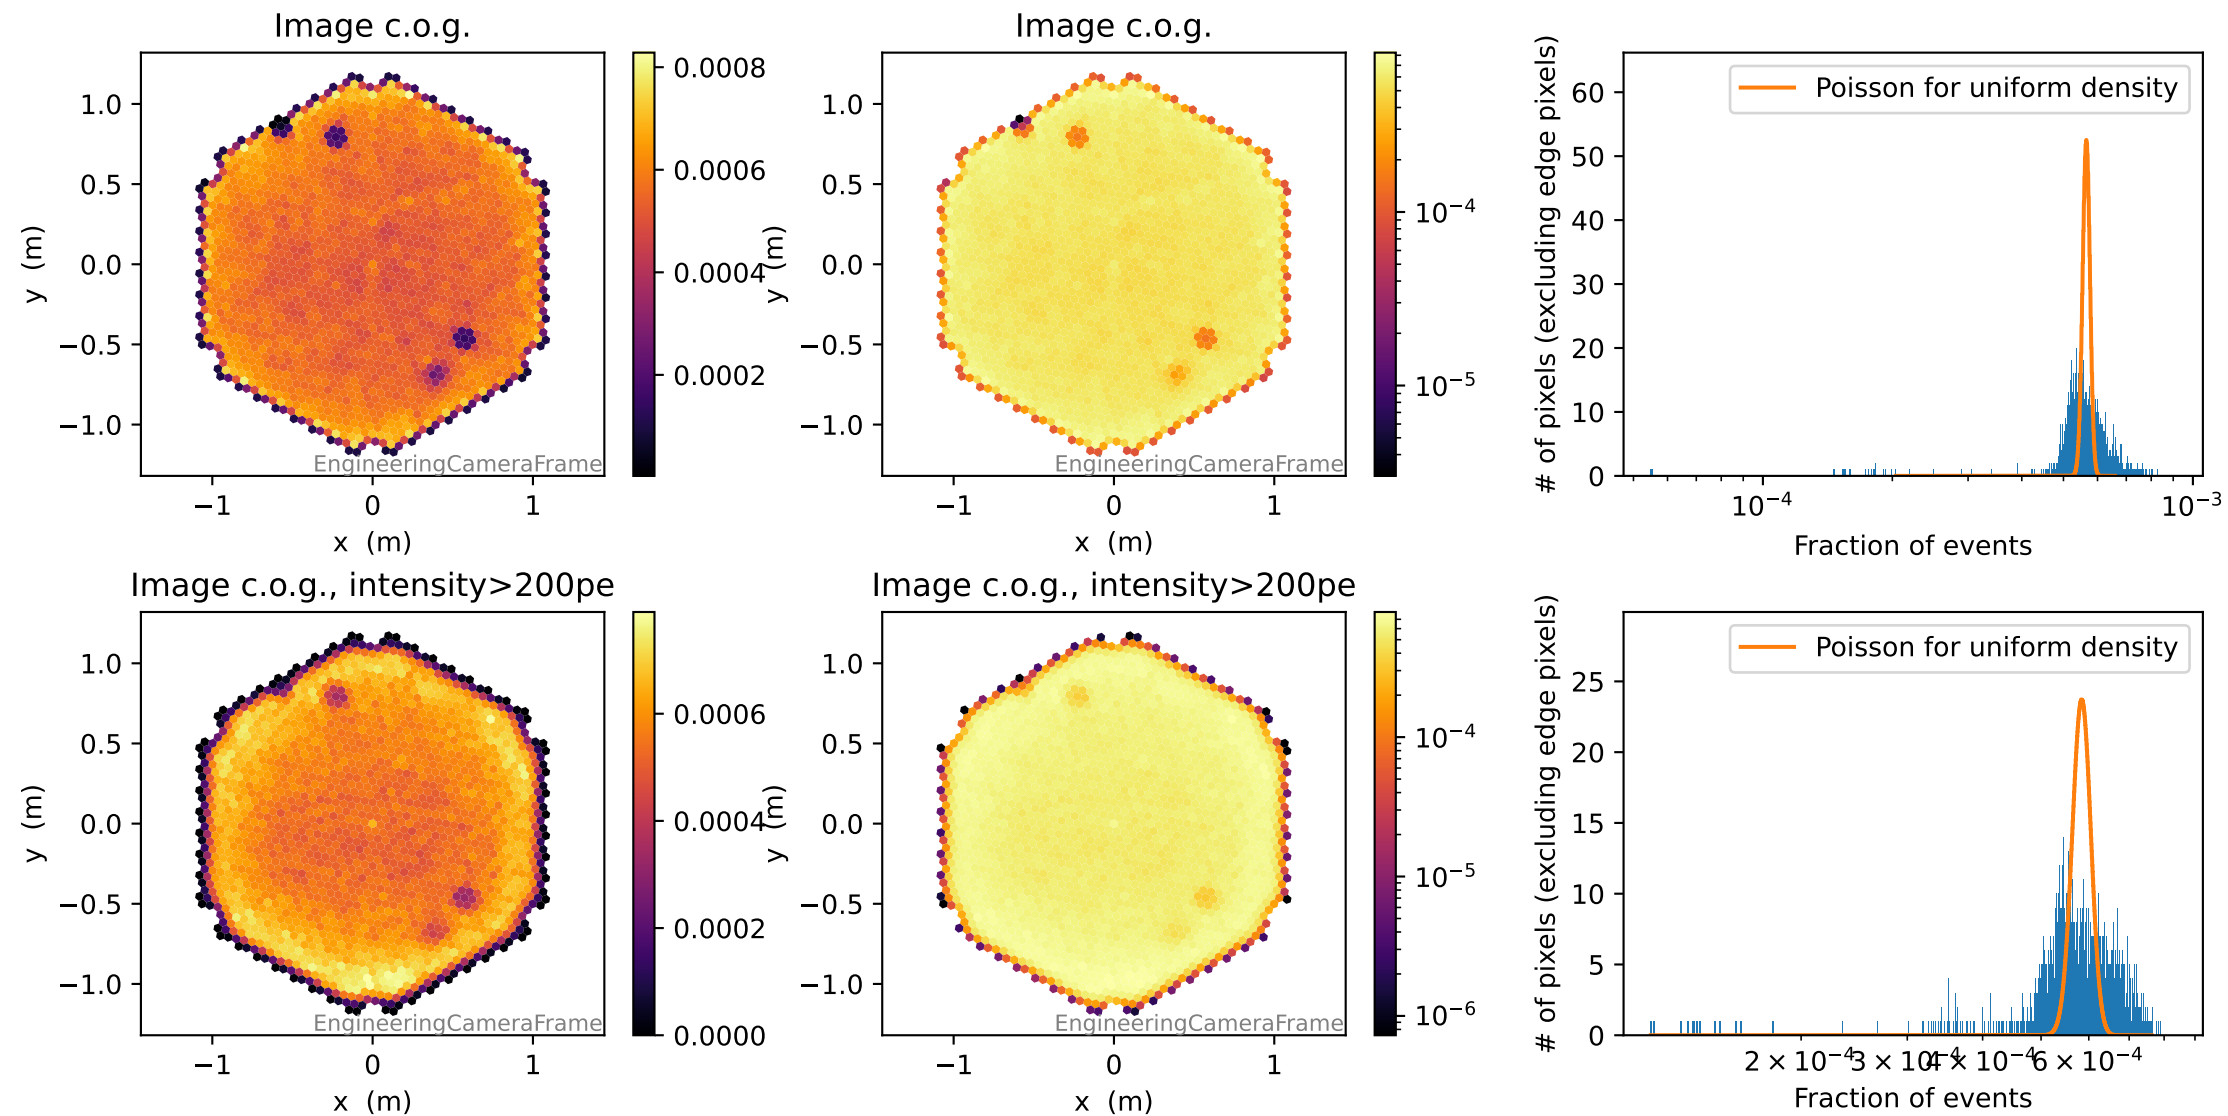 Image c.o.g.
Image c.o.g.
1.0
0.5
0.0
−0.5
−1.0
y (m)
−1
0
1
x (m)
EngineeringCameraFrame
0.0008
0.0006
0.0004
0.0002
1.0
0.5
0.0
−0.5
−1.0
y (m)
−1
0
1
x (m)
EngineeringCameraFrame
10⁻⁴
10⁻⁵
# of pixels (excluding edge pixels)
60
50
40
30
20
10
0
Poisson for uniform density
10⁻⁴
10⁻³
Fraction of events
Image c.o.g., intensity>200pe
Image c.o.g., intensity>200pe
1.0
0.5
0.0
−0.5
−1.0
y (m)
−1
0
1
x (m)
EngineeringCameraFrame
0.0006
0.0004
0.0002
0.0000
1.0
0.5
0.0
−0.5
−1.0
y (m)
−1
0
1
x (m)
EngineeringCameraFrame
10⁻⁴
10⁻⁵
10⁻⁶
# of pixels (excluding edge pixels)
25
20
15
10
5
0
Poisson for uniform density
2 × 10⁻⁴
3 × 10⁻⁴
4 × 10⁻⁴
6 × 10⁻⁴
Fraction of events